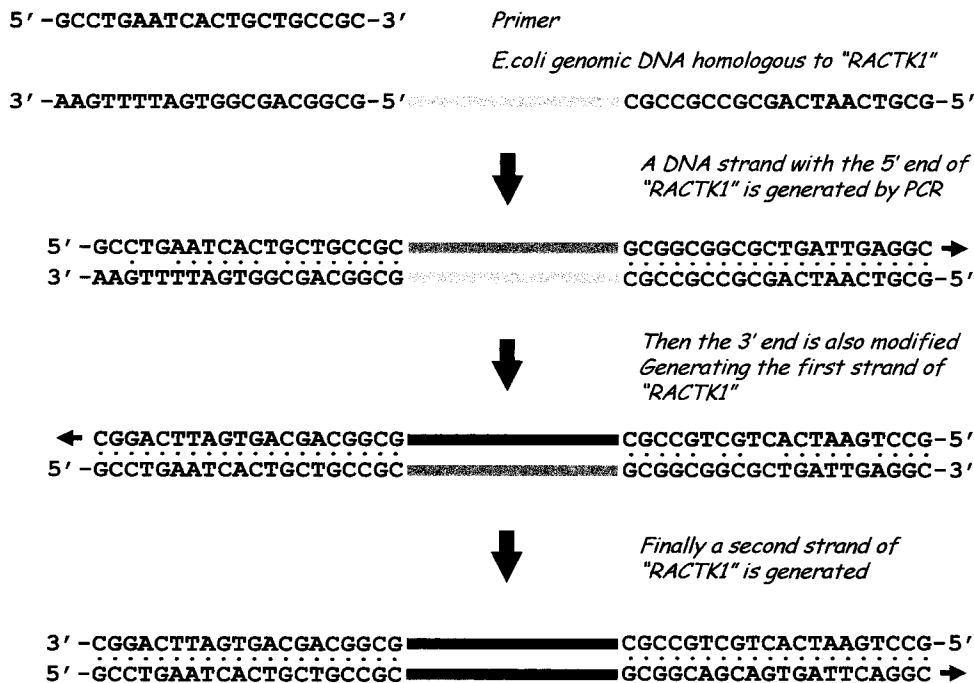 5'-GCCTGAATCACTGCTGCCGC-3' Primer
E.coli genomic DNA homologous to "RACTK1"
3'-AAGTTTTAGTGGCGACGGCG-5' CGCCGCCGCGACTAACTGCG-5'
A DNA strand with the 5' end of
"RACTK1" is generated by PCR
5'-GCCTGAATCACTGCTGCCGC GCGGCGGCGCTGATTGAGGC
3'-AAGTTTTAGTGGCGACGGCG CGCCGCCGCGACTAACTGCG-5'
Then the 3' end is also modified
Generating the first strand of
"RACTK1"
CGGACTTAGTGACGACGGCG CGCCGTCGTCACTAAGTCCG-5'
5'-GCCTGAATCACTGCTGCCGC GCGGCGGCGCTGATTGAGGC-3'
Finally a second strand of
"RACTK1" is generated
3'-CGGACTTAGTGACGACGGCG CGCCGTCGTCACTAAGTCCG-5'
5'-GCCTGAATCACTGCTGCCGC GCGGCAGCAGTGATTCAGGC